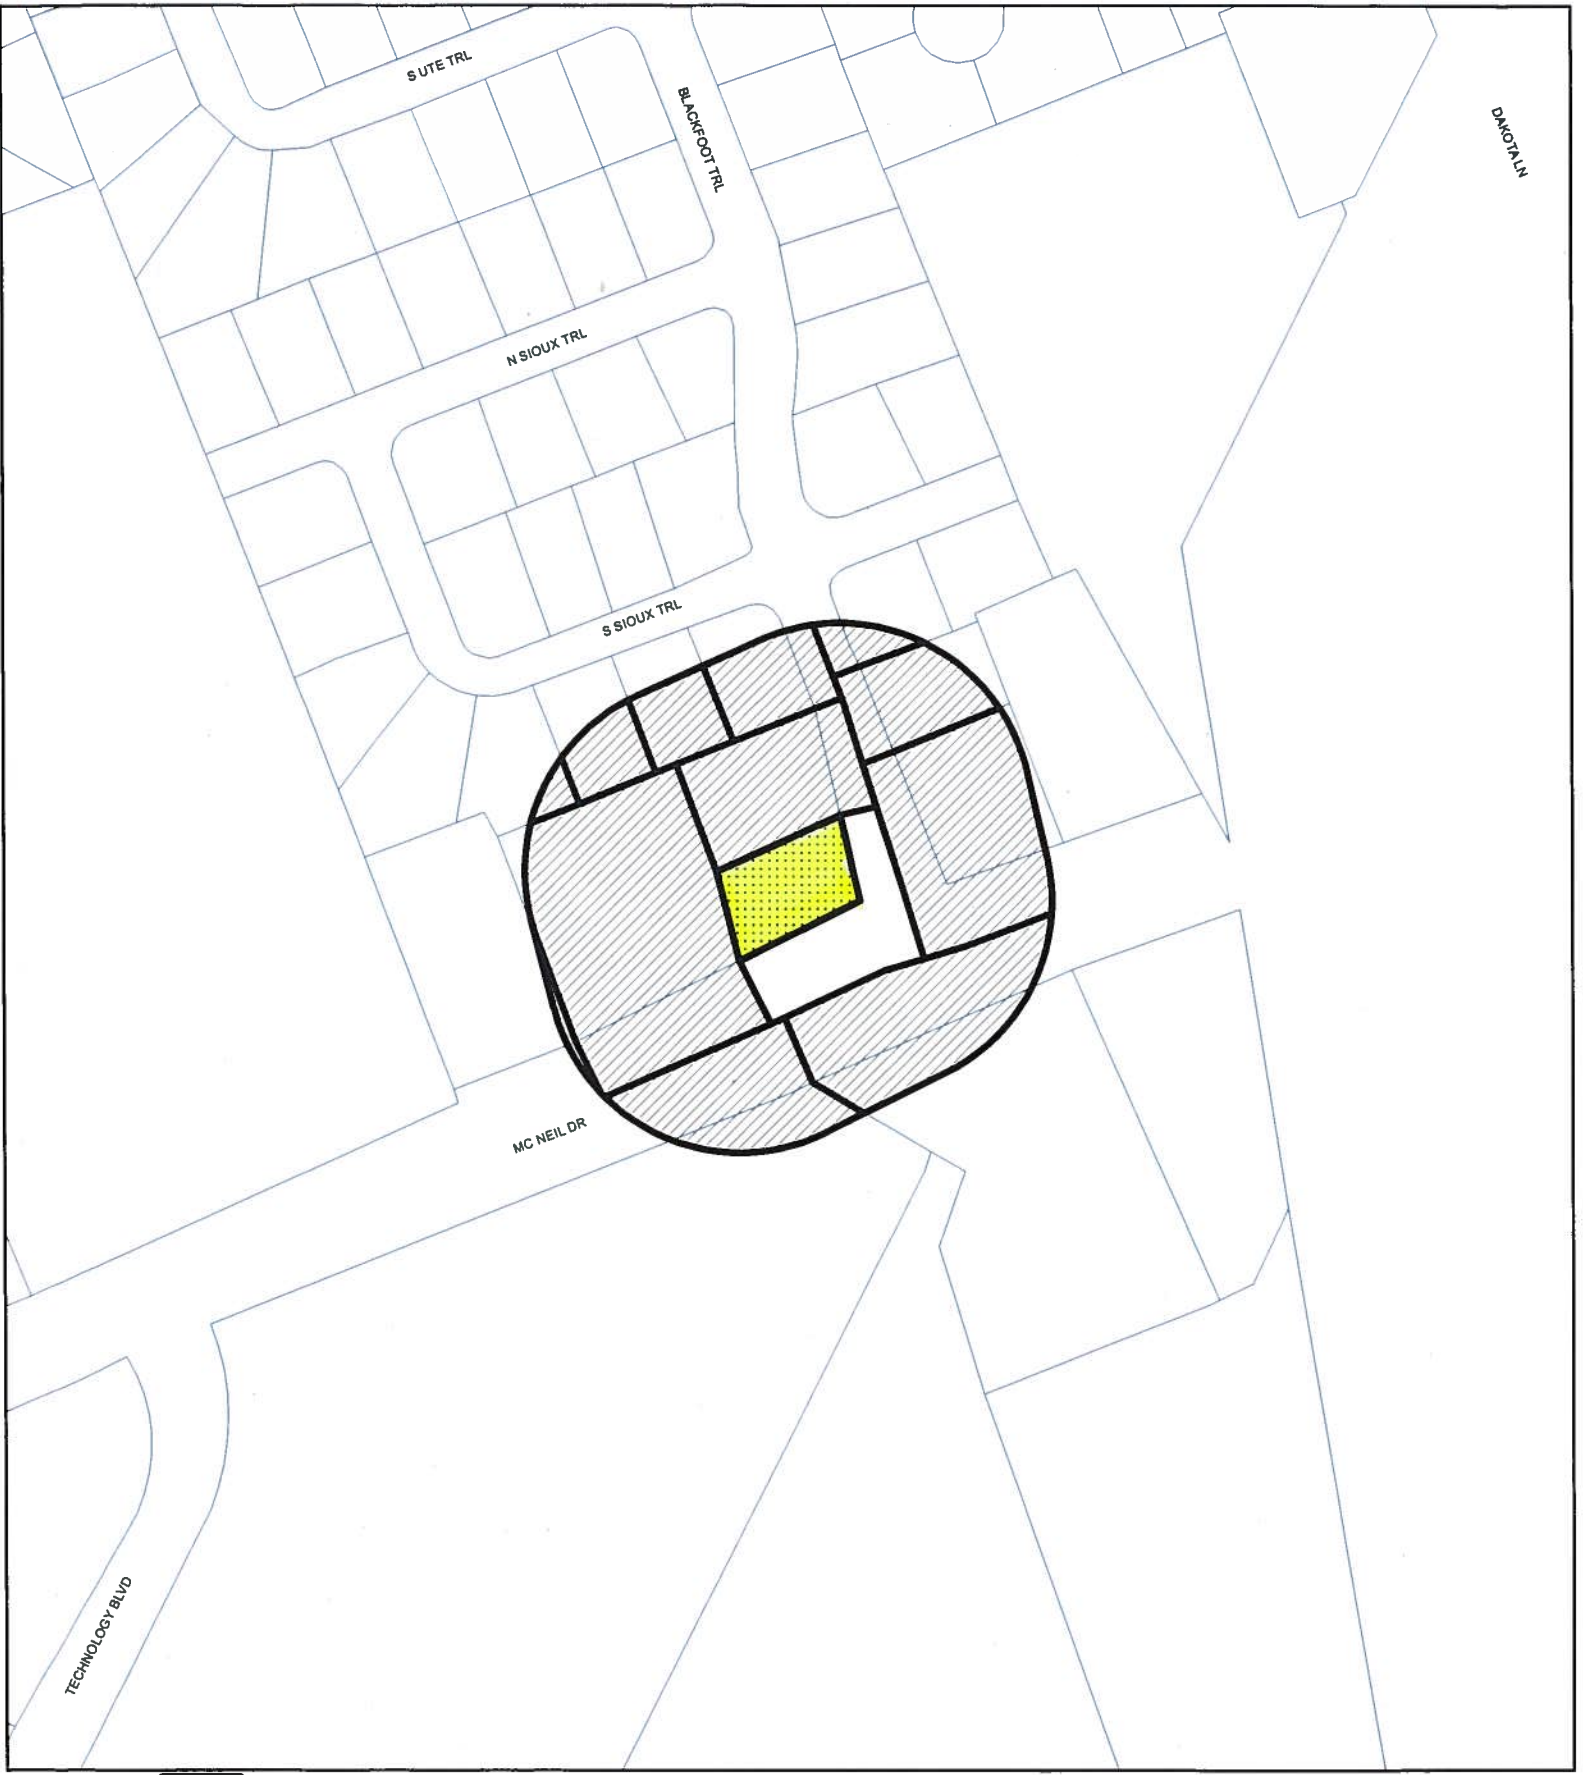 S UTE TRL
BLACKFOOT TRL
DAKOTA LN
N SIOUX TRL
S SIOUX TRL
MC NEIL DR
TECHNOLOGY BLVD